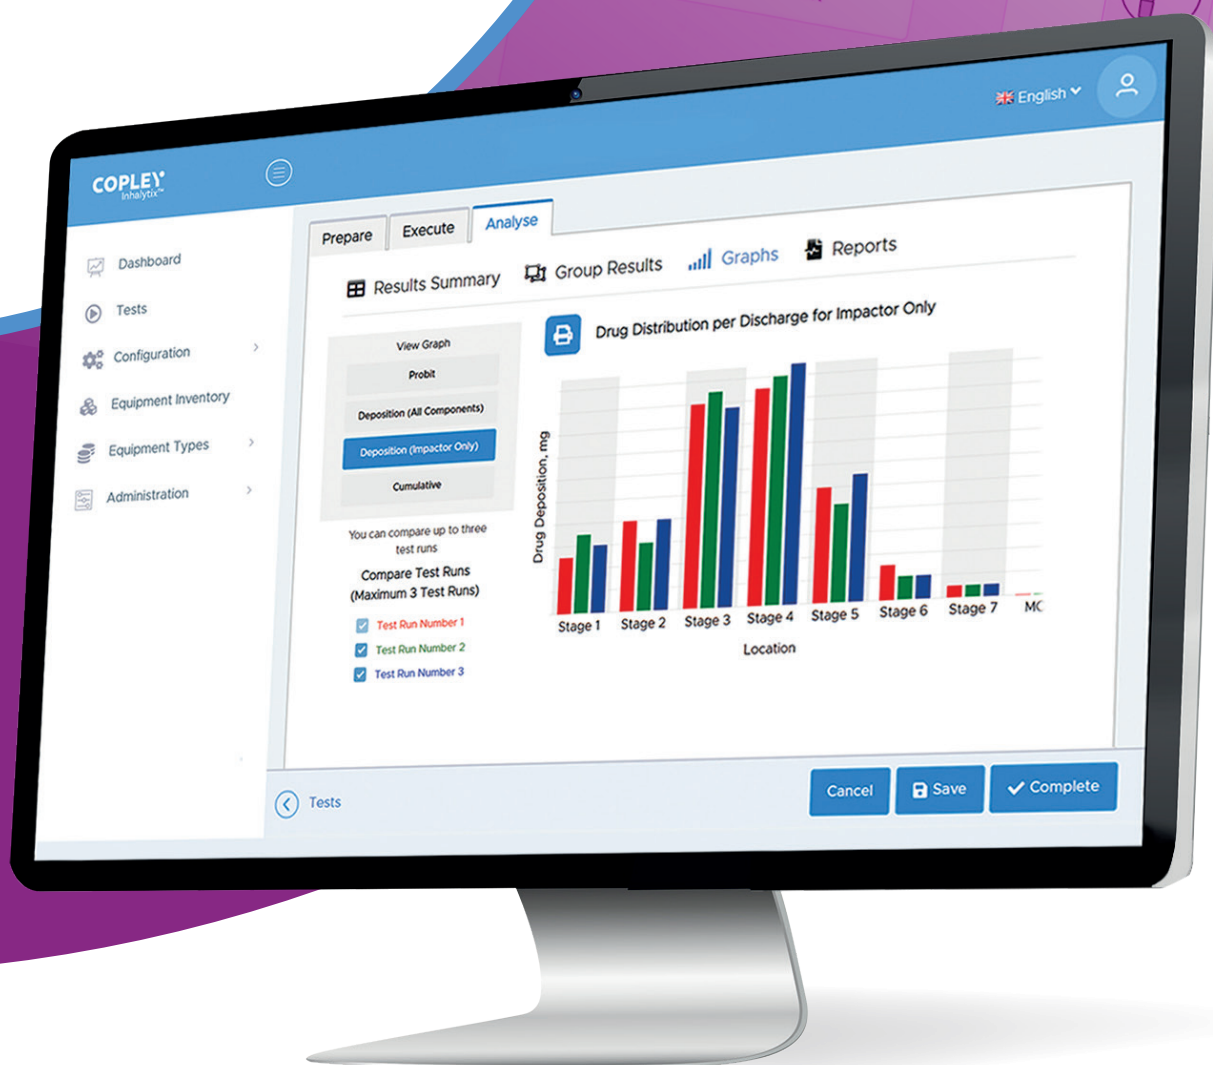 COPLEY
Inhalytix™
English
Dashboard
Tests
Configuration
Equipment Inventory
Equipment Types
Administration
Prepare
Execute
Analyse
Results Summary
Group Results
Graphs
Reports
View Graph
Probit
Deposition (All Components)
Deposition (Impactor Only)
Cumulative
You can compare up to three
test runs
Compare Test Runs
(Maximum 3 Test Runs)
Test Run Number 1
Test Run Number 2
Test Run Number 3
Drug Distribution per Discharge for Impactor Only
Drug Deposition, mg
Stage 1 Stage 2 Stage 3 Stage 4 Stage 5 Stage 6 Stage 7 MC
Location
Tests
Cancel
Save
Complete